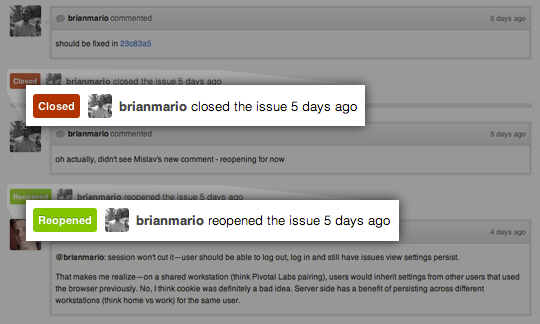 brianmario commented 5 days ago
should be fixed in 23c83a5
Closed brianmario closed the issue 5 days ago
Closed brianmario closed the issue 5 days ago
brianmario commented 5 days ago
oh actually, didn't see Mislav's new comment - reopening for now
Reopened brianmario reopened the issue 5 days ago
Reopened brianmario reopened the issue 5 days ago
4 days ago
@brianmario: session won't cut it—user should be able to log out, log in and still have issues view settings persist.
That makes me realize—on a shared workstation (think Pivotal Labs pairing), users would inherit settings from other users that used
the browser previously. No, I think cookie was definitely a bad idea. Server side has a benefit of persisting across different
workstations (think home vs work) for the same user.